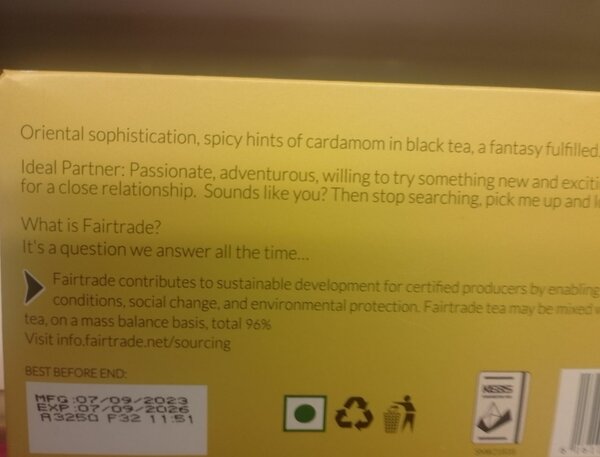 Oriental sophistication, spicy hints of cardamom in black tea, a fantasy fulfilled.
Ideal Partner: Passionate, adventurous, willing to try something new and exciti
for a close relationship. Sounds like you? Then stop searching, pick me up and
What is Fairtrade?
It's a question we answer all the time...
Fairtrade contributes to sustainable development for certified producers by enabling
conditions, social change, and environmental protection. Fairtrade tea may be mixed
tea, on a mass balance basis, total 96%
Visit info.fairtrade.net/sourcing
BEST BEFORE END:
MFG :07/09/2023
EXP :07/09/2026
A3250 F32 11:51
KEBS